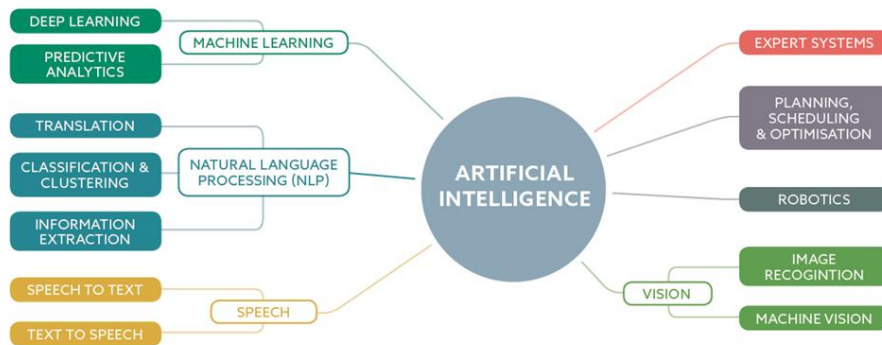 DEEP LEARNING
PREDICTIVE
ANALYTICS
MACHINE LEARNING
TRANSLATION
CLASSIFICATION &
CLUSTERING
INFORMATION
EXTRACTION
NATURAL LANGUAGE
PROCESSING (NLP)
SPEECH TO TEXT
TEXT TO SPEECH
SPEECH
ARTIFICIAL
INTELLIGENCE
EXPERT SYSTEMS
PLANNING,
SCHEDULING
& OPTIMISATION
ROBOTICS
VISION
IMAGE
RECOGINTION
MACHINE VISION